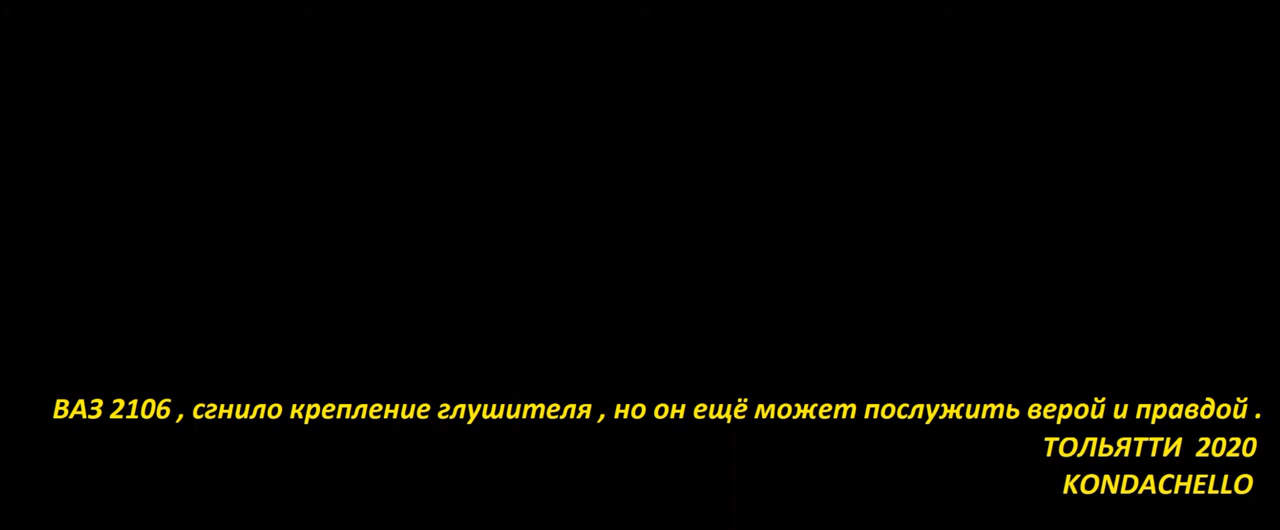 ВАЗ 2106 , сгнило крепление глушителя , но он ещё может послужить верой и правдой .
ТОЛЬЯТТИ 2020
KONDACHELLO